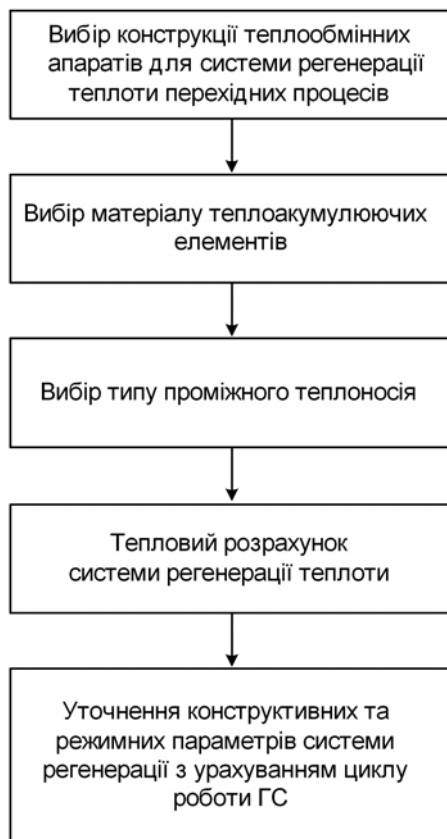 Вибір конструкції теплообмінних
апаратів для системи регенерації
теплоти перехідних процесів
Вибір матеріалу теплоакумулюючих
елементів
Вибір типу проміжного теплоносія
Тепловий розрахунок
системи регенерації теплоти
Уточнення конструктивних та
режимних параметрів системи
регенерації з урахуванням циклу
роботи ГС